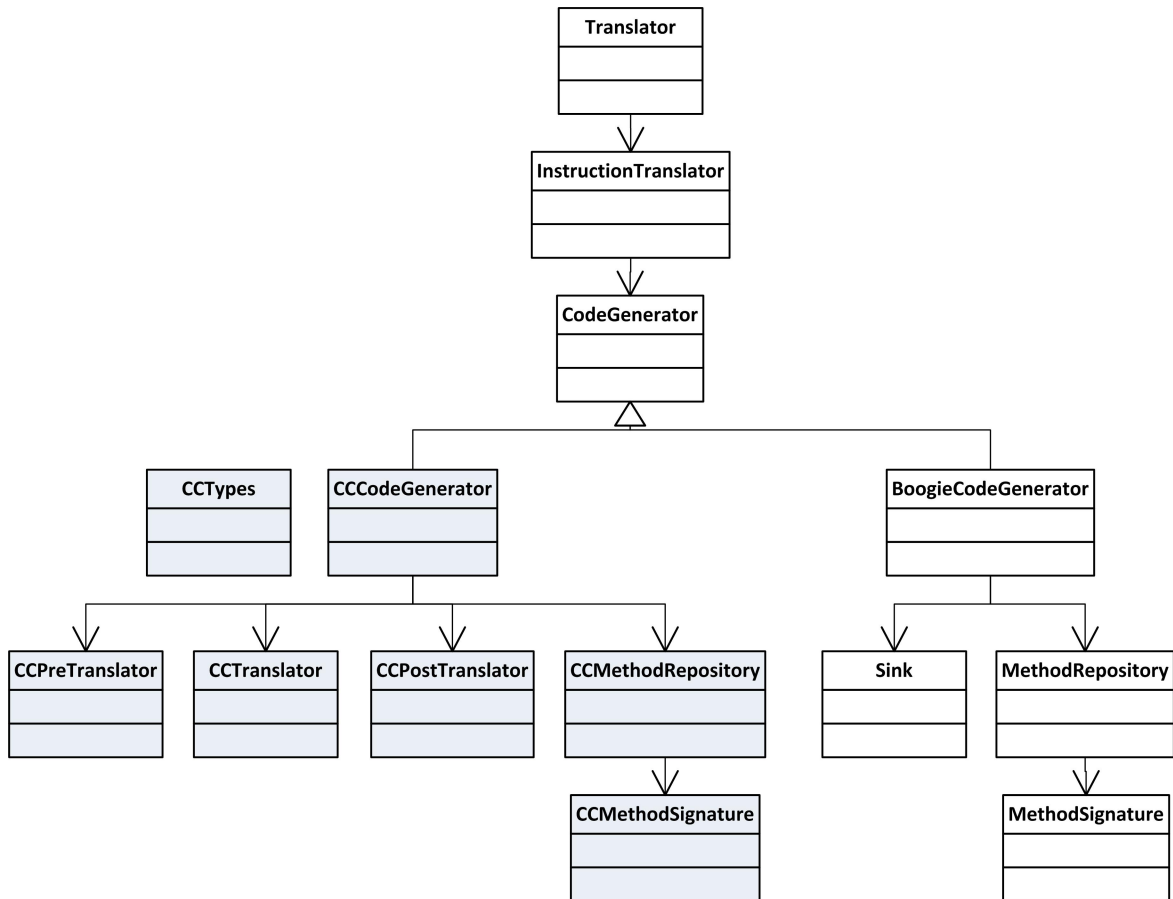 Translator
InstructionTranslator
CodeGenerator
CCTypes
CCCodeGenerator
BoogieCodeGenerator
CCPreTranslator
CCTranslator
CCPostTranslator
CCMethodRepository
Sink
MethodRepository
CCMethodSignature
MethodSignature